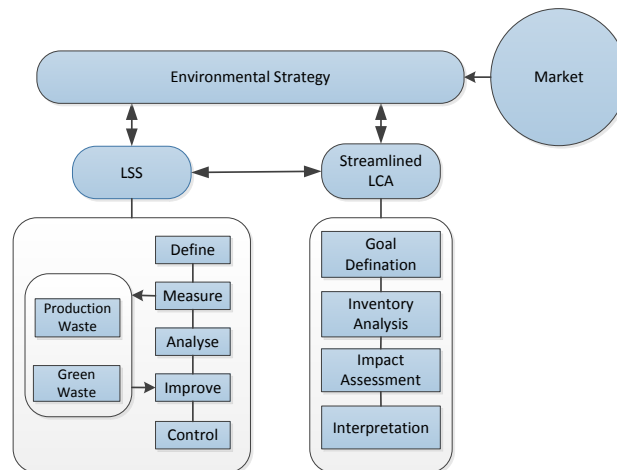 Environmental Strategy
Market
LSS
Streamlined
LCA
Define
Measure
Analyse
Improve
Control
Production
Waste
Green
Waste
Goal
Defination
Inventory
Analysis
Impact
Assessment
Interpretation